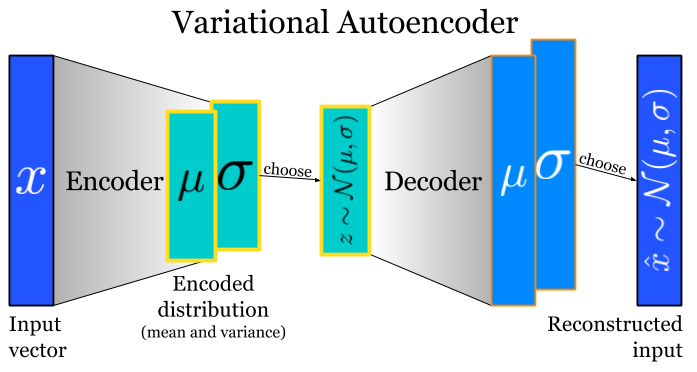 Variational Autoencoder
x
Encoder
μ
σ
choose
z ∼ 𝒩(μ, σ)
Decoder
μ
σ
choose
x̂ ∼ 𝒩(μ, σ)
Input
vector
Encoded
distribution
(mean and variance)
Reconstructed
input